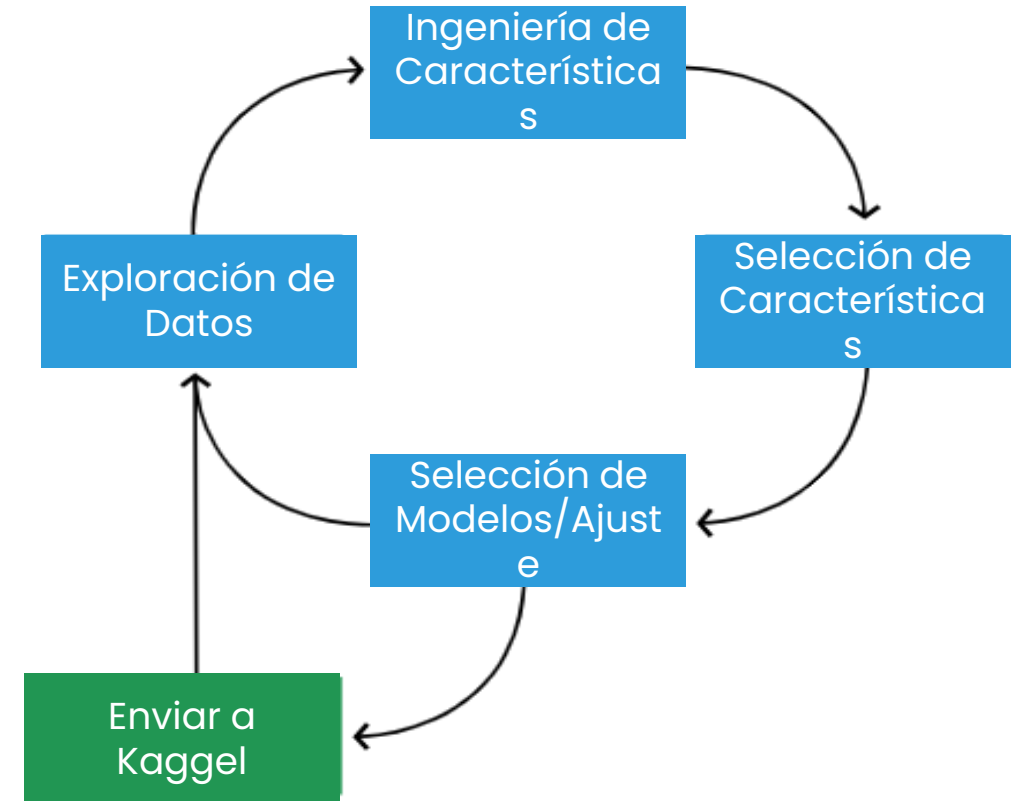 Ingeniería de
Característica
s
Exploración de
Datos
Selección de
Característica
s
Selección de
Modelos/Ajust
e
Enviar a
Kaggel